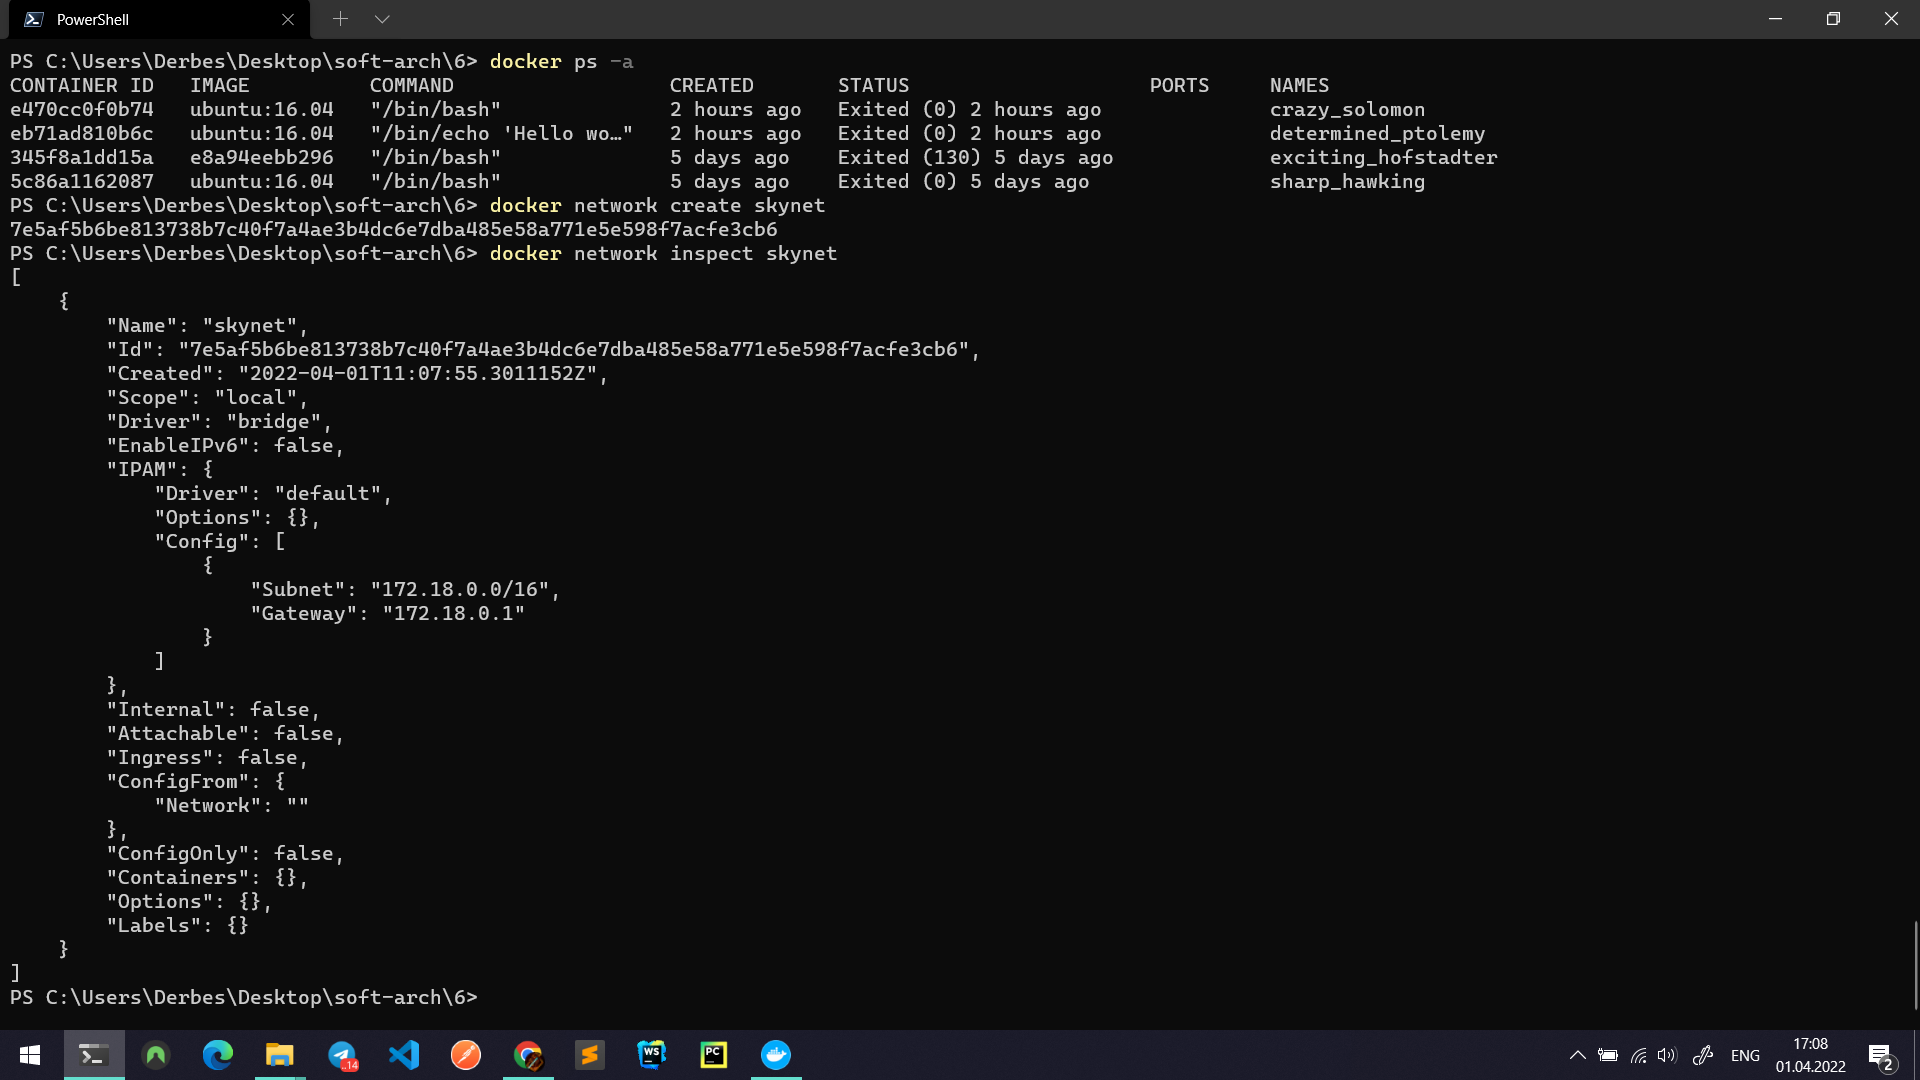 PowerShell
PS C:\Users\Derbes\Desktop\soft-arch\6> docker ps -a
CONTAINER ID   IMAGE          COMMAND                  CREATED       STATUS                    PORTS     NAMES
e470cc0f0b74   ubuntu:16.04   "/bin/bash"              2 hours ago   Exited (0) 2 hours ago              crazy_solomon
eb71ad810b6c   ubuntu:16.04   "/bin/echo 'Hello wo…"   2 hours ago   Exited (0) 2 hours ago              determined_ptolemy
345f8a1dd15a   e8a94eebb296   "/bin/bash"              5 days ago    Exited (130) 5 days ago             exciting_hofstadter
5c86a1162087   ubuntu:16.04   "/bin/bash"              5 days ago    Exited (0) 5 days ago               sharp_hawking
PS C:\Users\Derbes\Desktop\soft-arch\6> docker network create skynet
7e5af5b6be813738b7c40f7a4ae3b4dc6e7dba485e58a771e5e598f7acfe3cb6
PS C:\Users\Derbes\Desktop\soft-arch\6> docker network inspect skynet
[
    {
        "Name": "skynet",
        "Id": "7e5af5b6be813738b7c40f7a4ae3b4dc6e7dba485e58a771e5e598f7acfe3cb6",
        "Created": "2022-04-01T11:07:55.3011152Z",
        "Scope": "local",
        "Driver": "bridge",
        "EnableIPv6": false,
        "IPAM": {
            "Driver": "default",
            "Options": {},
            "Config": [
                {
                    "Subnet": "172.18.0.0/16",
                    "Gateway": "172.18.0.1"
                }
            ]
        },
        "Internal": false,
        "Attachable": false,
        "Ingress": false,
        "ConfigFrom": {
            "Network": ""
        },
        "ConfigOnly": false,
        "Containers": {},
        "Options": {},
        "Labels": {}
    }
]
PS C:\Users\Derbes\Desktop\soft-arch\6>
..14
WS
PC
ENG
17:08
01.04.2022
2